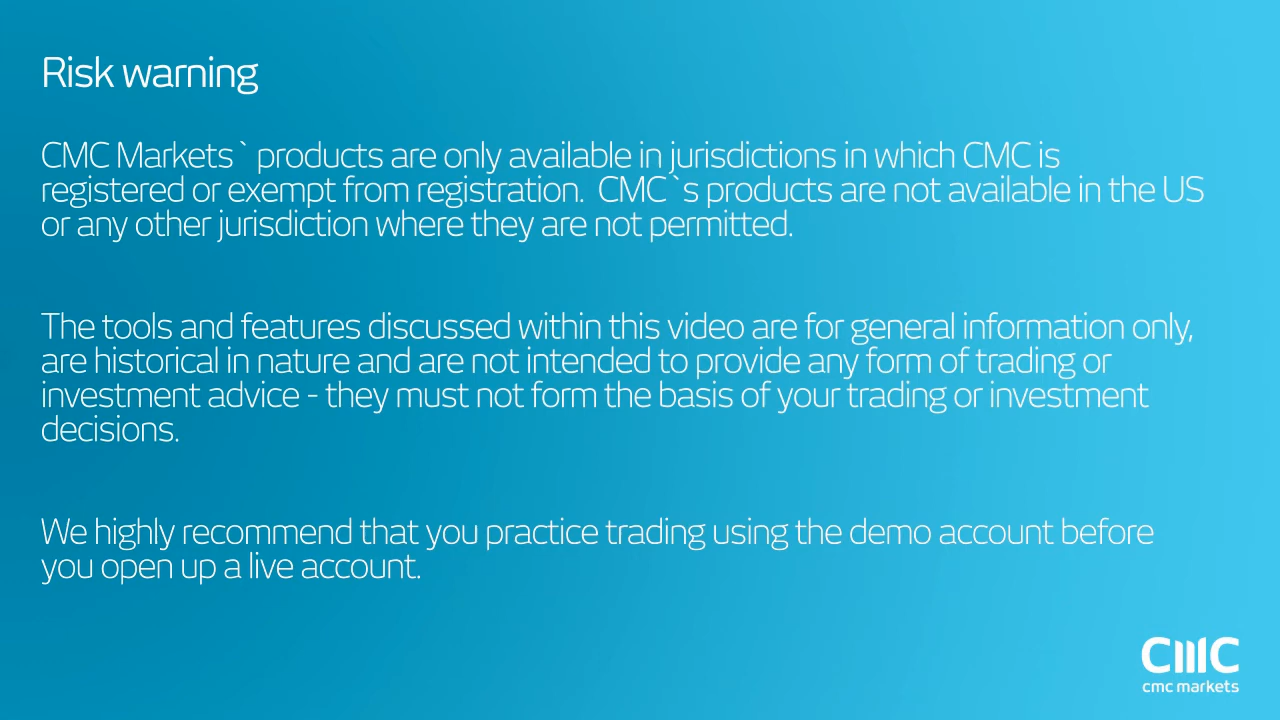 Risk warning
CMC Markets` products are only available in jurisdictions in which CMC is
registered or exempt from registration.  CMC`s products are not available in the US
or any other jurisdiction where they are not permitted.
The tools and features discussed within this video are for general information only,
are historical in nature and are not intended to provide any form of trading or
investment advice - they must not form the basis of your trading or investment
decisions.
We highly recommend that you practice trading using the demo account before
you open up a live account.
CMC
cmc markets